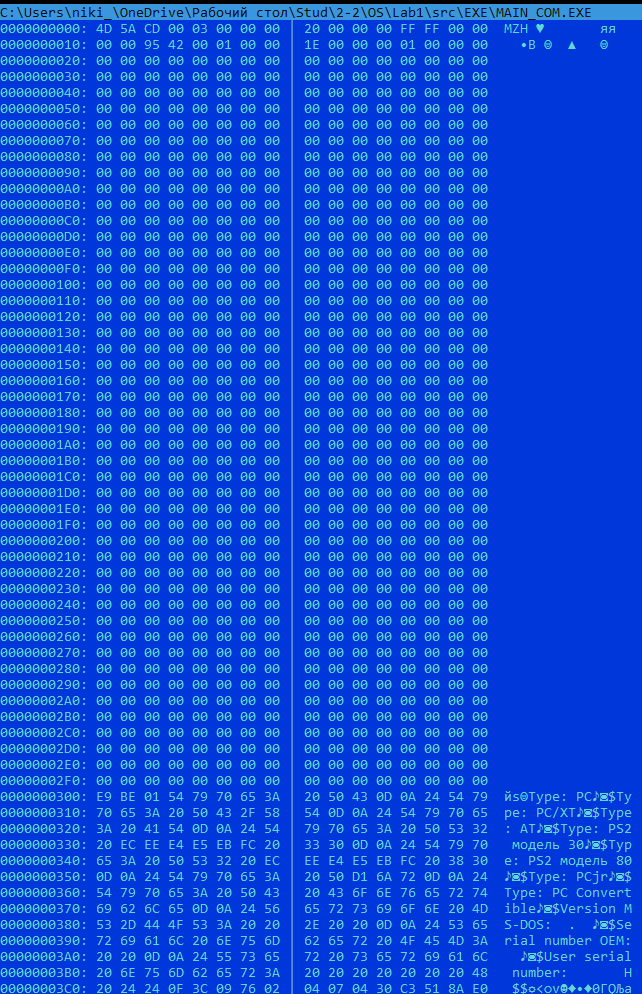 C:\Users\niki_\OneDrive\Рабочий стол\Stud\2-2\OS\Lab1\src\EXE\MAIN_COM.EXE
0000000000: 4D 5A CD 00 03 00 00 00 │ 20 00 00 00 FF FF 00 00  MZН ♥       яя
0000000010: 00 00 95 42 00 01 00 00 │ 1E 00 00 00 01 00 00 00    •B ☺  ▲   ☺
0000000020: 00 00 00 00 00 00 00 00 │ 00 00 00 00 00 00 00 00
0000000030: 00 00 00 00 00 00 00 00 │ 00 00 00 00 00 00 00 00
0000000040: 00 00 00 00 00 00 00 00 │ 00 00 00 00 00 00 00 00
0000000050: 00 00 00 00 00 00 00 00 │ 00 00 00 00 00 00 00 00
0000000060: 00 00 00 00 00 00 00 00 │ 00 00 00 00 00 00 00 00
0000000070: 00 00 00 00 00 00 00 00 │ 00 00 00 00 00 00 00 00
0000000080: 00 00 00 00 00 00 00 00 │ 00 00 00 00 00 00 00 00
0000000090: 00 00 00 00 00 00 00 00 │ 00 00 00 00 00 00 00 00
00000000A0: 00 00 00 00 00 00 00 00 │ 00 00 00 00 00 00 00 00
00000000B0: 00 00 00 00 00 00 00 00 │ 00 00 00 00 00 00 00 00
00000000C0: 00 00 00 00 00 00 00 00 │ 00 00 00 00 00 00 00 00
00000000D0: 00 00 00 00 00 00 00 00 │ 00 00 00 00 00 00 00 00
00000000E0: 00 00 00 00 00 00 00 00 │ 00 00 00 00 00 00 00 00
00000000F0: 00 00 00 00 00 00 00 00 │ 00 00 00 00 00 00 00 00
0000000100: 00 00 00 00 00 00 00 00 │ 00 00 00 00 00 00 00 00
0000000110: 00 00 00 00 00 00 00 00 │ 00 00 00 00 00 00 00 00
0000000120: 00 00 00 00 00 00 00 00 │ 00 00 00 00 00 00 00 00
0000000130: 00 00 00 00 00 00 00 00 │ 00 00 00 00 00 00 00 00
0000000140: 00 00 00 00 00 00 00 00 │ 00 00 00 00 00 00 00 00
0000000150: 00 00 00 00 00 00 00 00 │ 00 00 00 00 00 00 00 00
0000000160: 00 00 00 00 00 00 00 00 │ 00 00 00 00 00 00 00 00
0000000170: 00 00 00 00 00 00 00 00 │ 00 00 00 00 00 00 00 00
0000000180: 00 00 00 00 00 00 00 00 │ 00 00 00 00 00 00 00 00
0000000190: 00 00 00 00 00 00 00 00 │ 00 00 00 00 00 00 00 00
00000001A0: 00 00 00 00 00 00 00 00 │ 00 00 00 00 00 00 00 00
00000001B0: 00 00 00 00 00 00 00 00 │ 00 00 00 00 00 00 00 00
00000001C0: 00 00 00 00 00 00 00 00 │ 00 00 00 00 00 00 00 00
00000001D0: 00 00 00 00 00 00 00 00 │ 00 00 00 00 00 00 00 00
00000001E0: 00 00 00 00 00 00 00 00 │ 00 00 00 00 00 00 00 00
00000001F0: 00 00 00 00 00 00 00 00 │ 00 00 00 00 00 00 00 00
0000000200: 00 00 00 00 00 00 00 00 │ 00 00 00 00 00 00 00 00
0000000210: 00 00 00 00 00 00 00 00 │ 00 00 00 00 00 00 00 00
0000000220: 00 00 00 00 00 00 00 00 │ 00 00 00 00 00 00 00 00
0000000230: 00 00 00 00 00 00 00 00 │ 00 00 00 00 00 00 00 00
0000000240: 00 00 00 00 00 00 00 00 │ 00 00 00 00 00 00 00 00
0000000250: 00 00 00 00 00 00 00 00 │ 00 00 00 00 00 00 00 00
0000000260: 00 00 00 00 00 00 00 00 │ 00 00 00 00 00 00 00 00
0000000270: 00 00 00 00 00 00 00 00 │ 00 00 00 00 00 00 00 00
0000000280: 00 00 00 00 00 00 00 00 │ 00 00 00 00 00 00 00 00
0000000290: 00 00 00 00 00 00 00 00 │ 00 00 00 00 00 00 00 00
00000002A0: 00 00 00 00 00 00 00 00 │ 00 00 00 00 00 00 00 00
00000002B0: 00 00 00 00 00 00 00 00 │ 00 00 00 00 00 00 00 00
00000002C0: 00 00 00 00 00 00 00 00 │ 00 00 00 00 00 00 00 00
00000002D0: 00 00 00 00 00 00 00 00 │ 00 00 00 00 00 00 00 00
00000002E0: 00 00 00 00 00 00 00 00 │ 00 00 00 00 00 00 00 00
00000002F0: 00 00 00 00 00 00 00 00 │ 00 00 00 00 00 00 00 00
0000000300: E9 BE 01 54 79 70 65 3A │ 20 50 43 0D 0A 24 54 79  йѕ☺Type: PC♪◙$Ty
0000000310: 70 65 3A 20 50 43 2F 58 │ 54 0D 0A 24 54 79 70 65  pe: PC/XT♪◙$Type
0000000320: 3A 20 41 54 0D 0A 24 54 │ 79 70 65 3A 20 50 53 32  : AT♪◙$Type: PS2
0000000330: 20 EC EE E4 E5 EB FC 20 │ 33 30 0D 0A 24 54 79 70   модель 30♪◙$Typ
0000000340: 65 3A 20 50 53 32 20 EC │ EE E4 E5 EB FC 20 38 30  e: PS2 модель 80
0000000350: 0D 0A 24 54 79 70 65 3A │ 20 50 D1 6A 72 0D 0A 24  ♪◙$Type: PСjr♪◙$
0000000360: 54 79 70 65 3A 20 50 43 │ 20 43 6F 6E 76 65 72 74  Type: PC Convert
0000000370: 69 62 6C 65 0D 0A 24 56 │ 65 72 73 69 6F 6E 20 4D  ible♪◙$Version M
0000000380: 53 2D 44 4F 53 3A 20 20 │ 2E 20 20 0D 0A 24 53 65  S-DOS:  .  ♪◙$Se
0000000390: 72 69 61 6C 20 6E 75 6D │ 62 65 72 20 4F 45 4D 3A  rial number OEM:
00000003A0: 20 20 0D 0A 24 55 73 65 │ 72 20 73 65 72 69 61 6C    ♪◙$User serial
00000003B0: 20 6E 75 6D 62 65 72 3A │ 20 20 20 20 20 20 20 48   number:       H
00000003C0: 20 24 24 0F 3C 09 76 02 │ 04 07 04 30 C3 51 8A E0   $$☼<○v☻♦•♦0ГQЉа